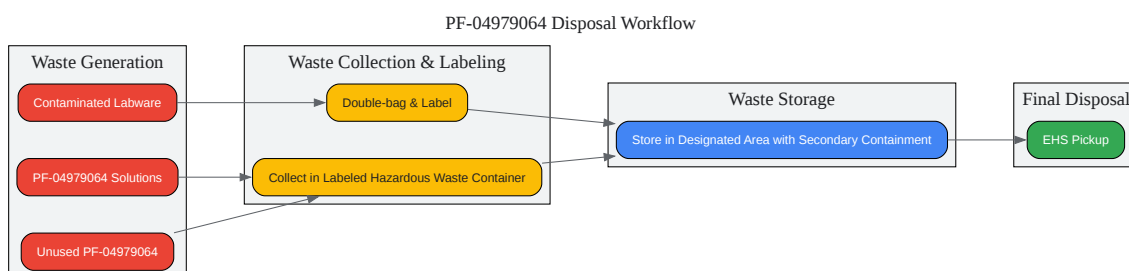 PF-04979064 Disposal Workflow
Waste Generation
Contaminated Labware
PF-04979064 Solutions
Unused PF-04979064
Waste Collection & Labeling
Double-bag & Label
Collect in Labeled Hazardous Waste Container
Waste Storage
Store in Designated Area with Secondary Containment
Final Disposal
EHS Pickup